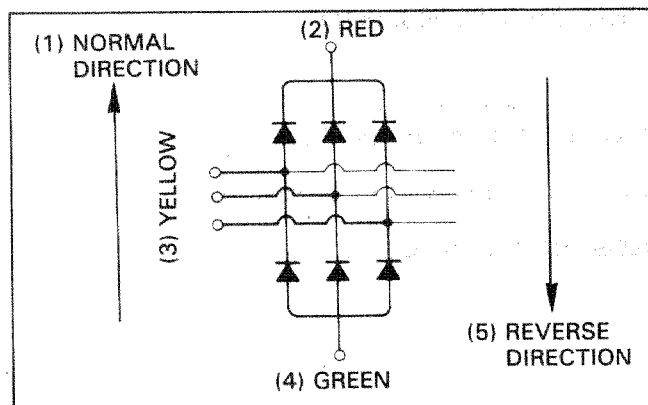 (1) NORMAL
DIRECTION
(2) RED
(3) YELLOW
(4) GREEN
(5) REVERSE
DIRECTION